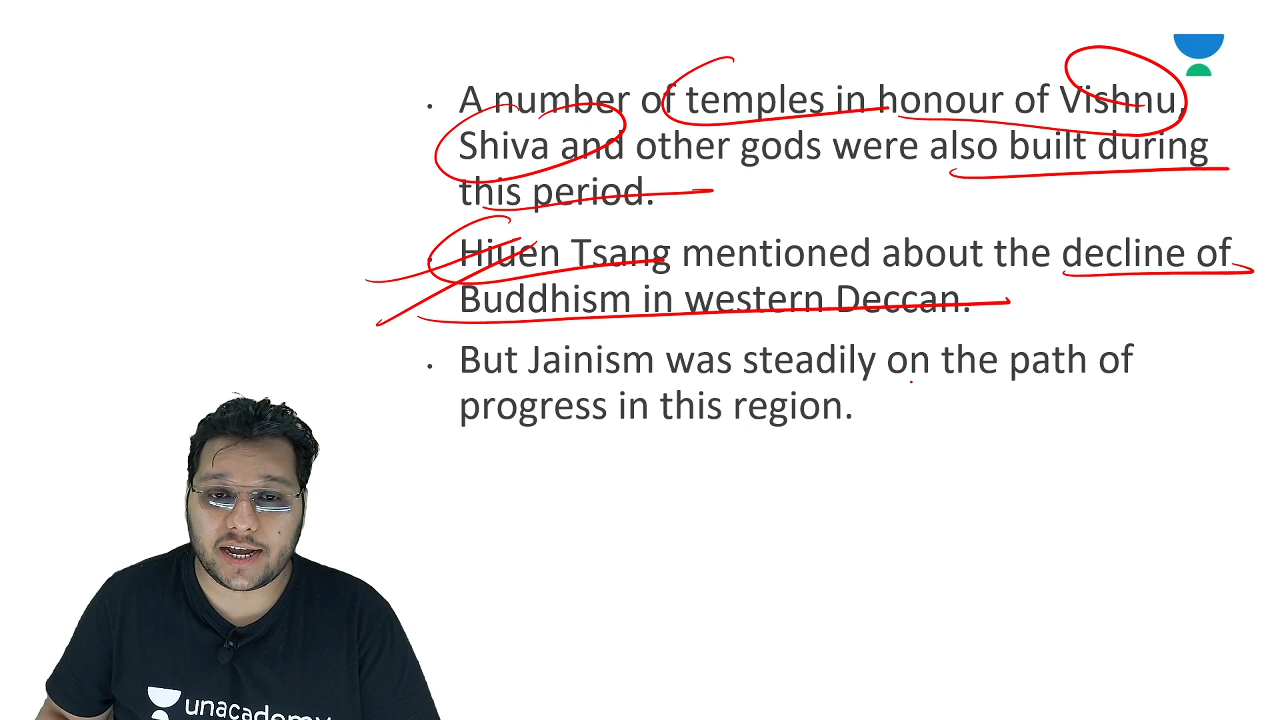 A number of temples in honour of Vishnu,
Shiva and other gods were also built during
this period.
Hiuen Tsang mentioned about the decline of
Buddhism in western Deccan.
But Jainism was steadily on the path of
progress in this region.
unacademy